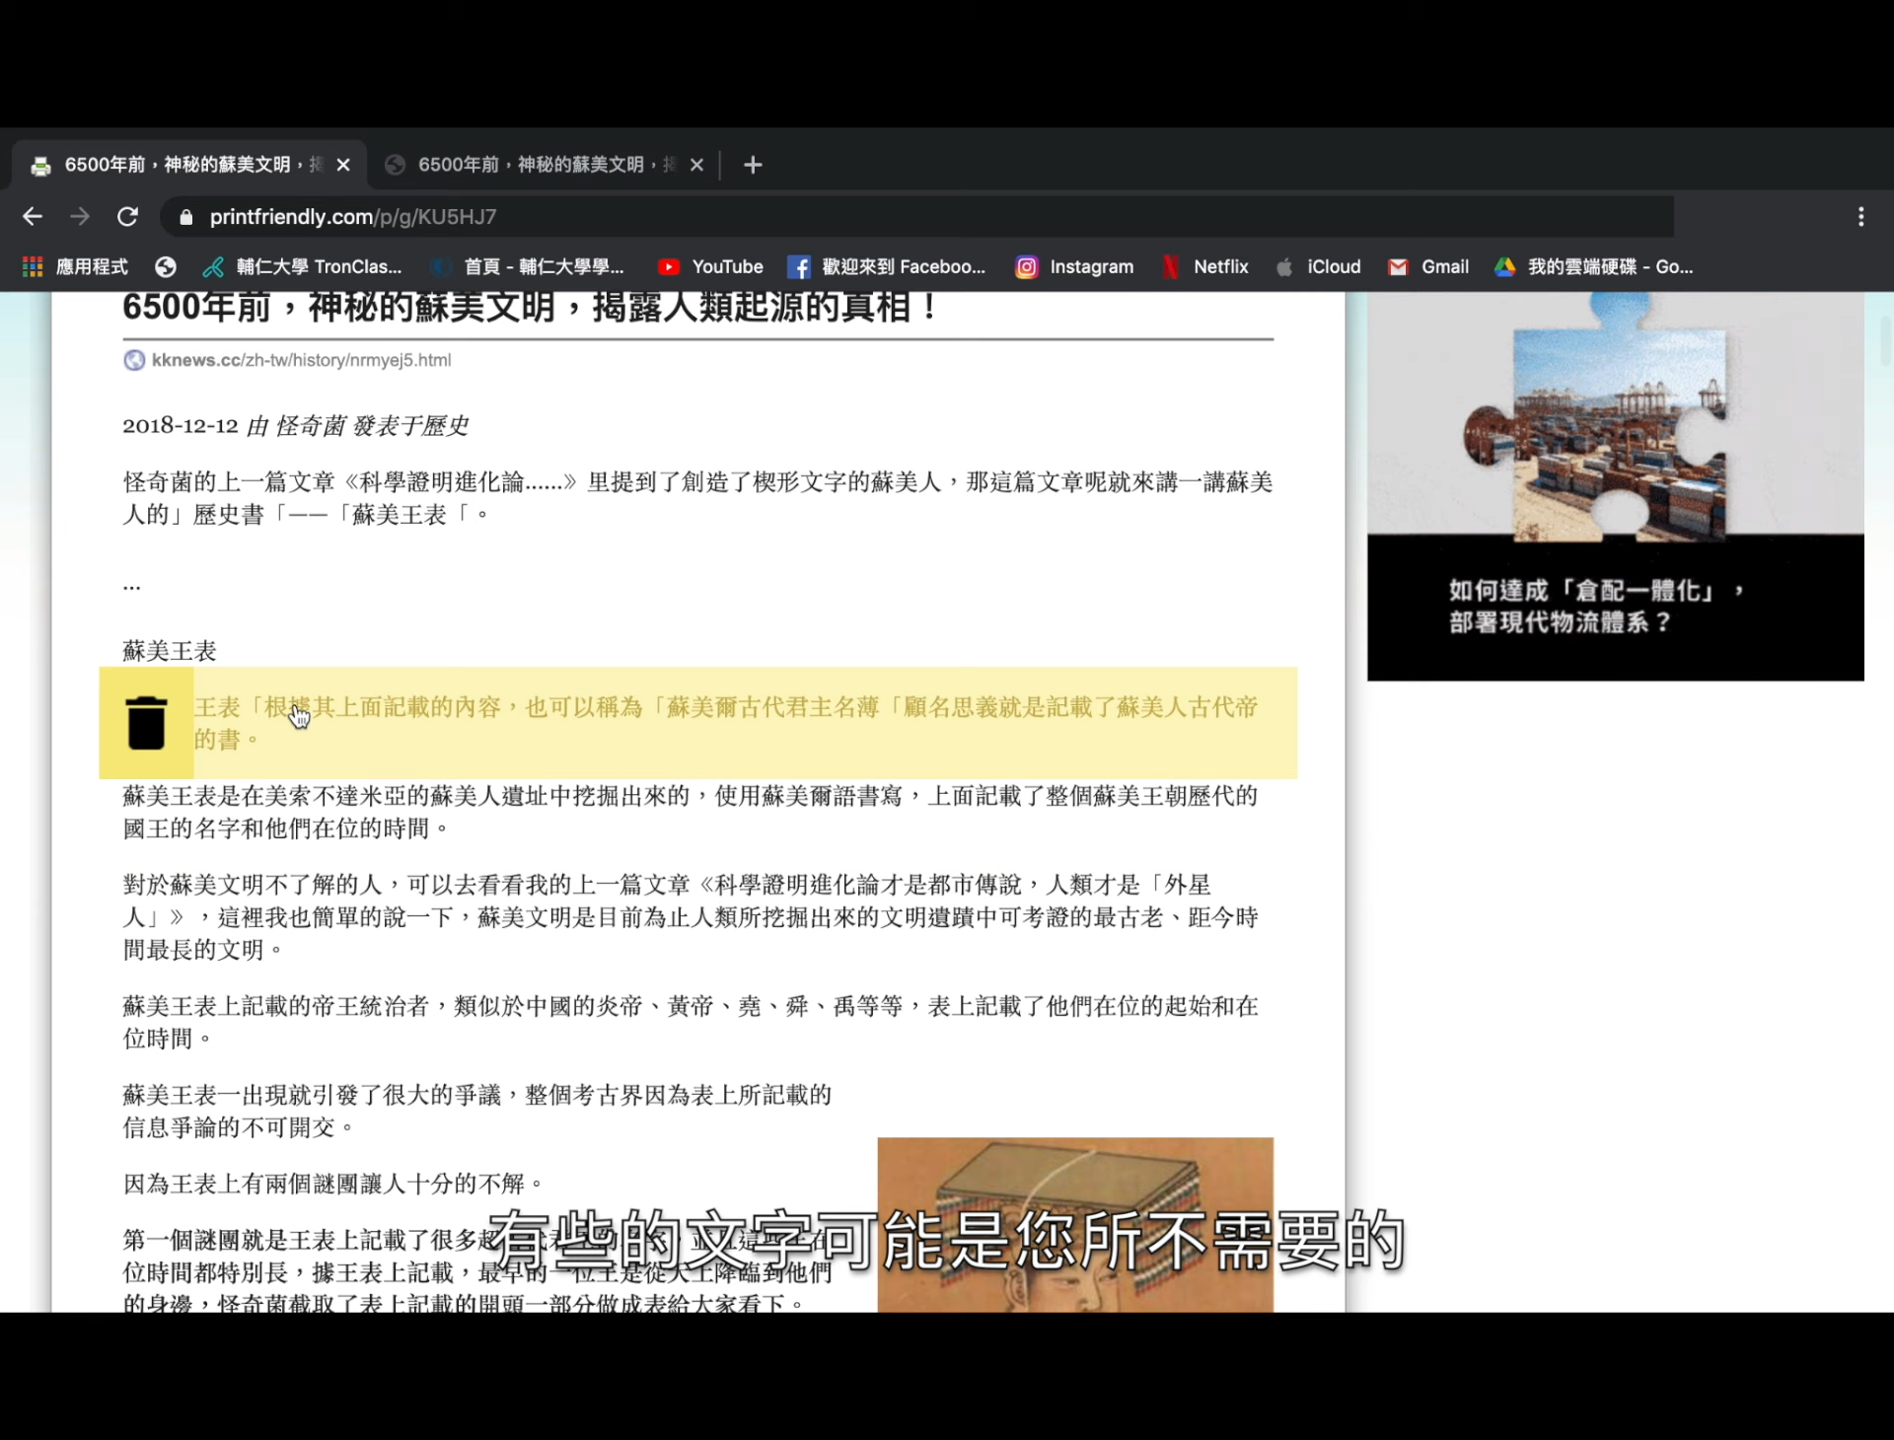 6500年前，神秘的蘇美文明，揭
6500年前，神秘的蘇美文明，揭
printfriendly.com/p/g/KU5HJ7
應用程式
輔仁大學 TronClas...
首頁 - 輔仁大學學...
YouTube
歡迎來到 Faceboo...
Instagram
Netflix
iCloud
Gmail
我的雲端硬碟 - Go...
6500年前，神秘的蘇美文明，揭露人類起源的真相！
kknews.cc/zh-tw/history/nrmyej5.html
2018-12-12 由 怪奇菌 發表于歷史
怪奇菌的上一篇文章《科學證明進化論......》里提到了創造了楔形文字的蘇美人，那這篇文章呢就來講一講蘇美
人的」歷史書「——「蘇美王表「。
...
蘇美王表
王表「根據其上面記載的內容，也可以稱為「蘇美爾古代君主名薄「顧名思義就是記載了蘇美人古代帝
的書。
蘇美王表是在美索不達米亞的蘇美人遺址中挖掘出來的，使用蘇美爾語書寫，上面記載了整個蘇美王朝歷代的
國王的名字和他們在位的時間。
對於蘇美文明不了解的人，可以去看看我的上一篇文章《科學證明進化論才是都市傳說，人類才是「外星
人」》，這裡我也簡單的說一下，蘇美文明是目前為止人類所挖掘出來的文明遺蹟中可考證的最古老、距今時
間最長的文明。
蘇美王表上記載的帝王統治者，類似於中國的炎帝、黃帝、堯、舜、禹等等，表上記載了他們在位的起始和在
位時間。
蘇美王表一出現就引發了很大的爭議，整個考古界因為表上所記載的
信息爭論的不可開交。
因為王表上有兩個謎團讓人十分的不解。
第一個謎團就是王表上記載了很多超
位時間都特別長，據王表上記載，最早的一位王是從天上降臨到他們
的身邊，怪奇菌截取了表上記載的開頭一部分做成表給大家看下。
有些的文字可能是您所不需要的
如何達成「倉配一體化」，
部署現代物流體系？